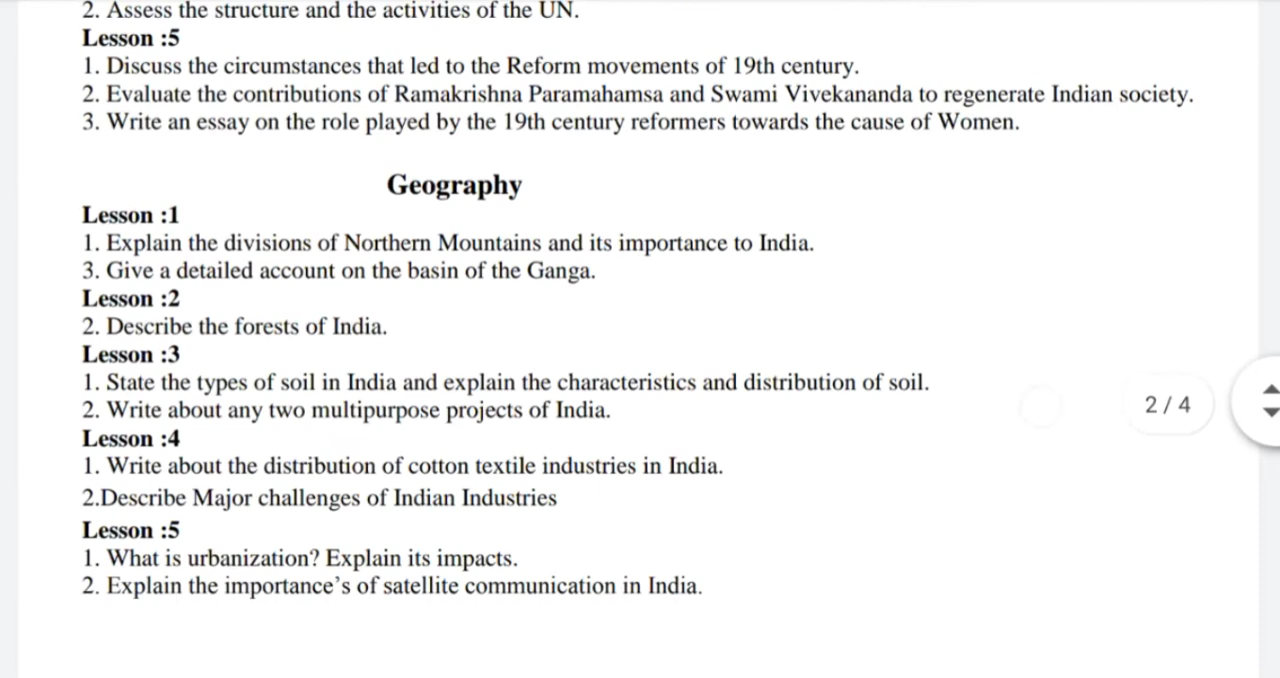 2. Assess the structure and the activities of the UN.
Lesson :5
1. Discuss the circumstances that led to the Reform movements of 19th century.
2. Evaluate the contributions of Ramakrishna Paramahamsa and Swami Vivekananda to regenerate Indian society.
3. Write an essay on the role played by the 19th century reformers towards the cause of Women.
Geography
Lesson :1
1. Explain the divisions of Northern Mountains and its importance to India.
3. Give a detailed account on the basin of the Ganga.
Lesson :2
2. Describe the forests of India.
Lesson :3
1. State the types of soil in India and explain the characteristics and distribution of soil.
2. Write about any two multipurpose projects of India.
2 / 4
Lesson :4
1. Write about the distribution of cotton textile industries in India.
2.Describe Major challenges of Indian Industries
Lesson :5
1. What is urbanization? Explain its impacts.
2. Explain the importance’s of satellite communication in India.